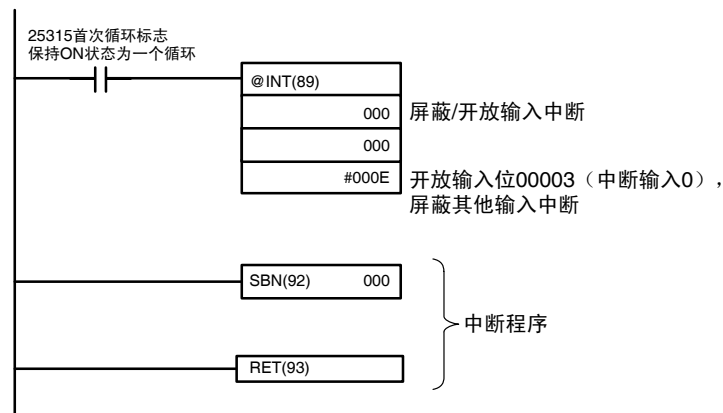 25315首次循环标志
保持ON状态为一个循环
@INT(89)
000 屏蔽/开放输入中断
000
#000E 开放输入位00003（中断输入0），
屏蔽其他输入中断
SBN(92) 000
中断程序
RET(93)